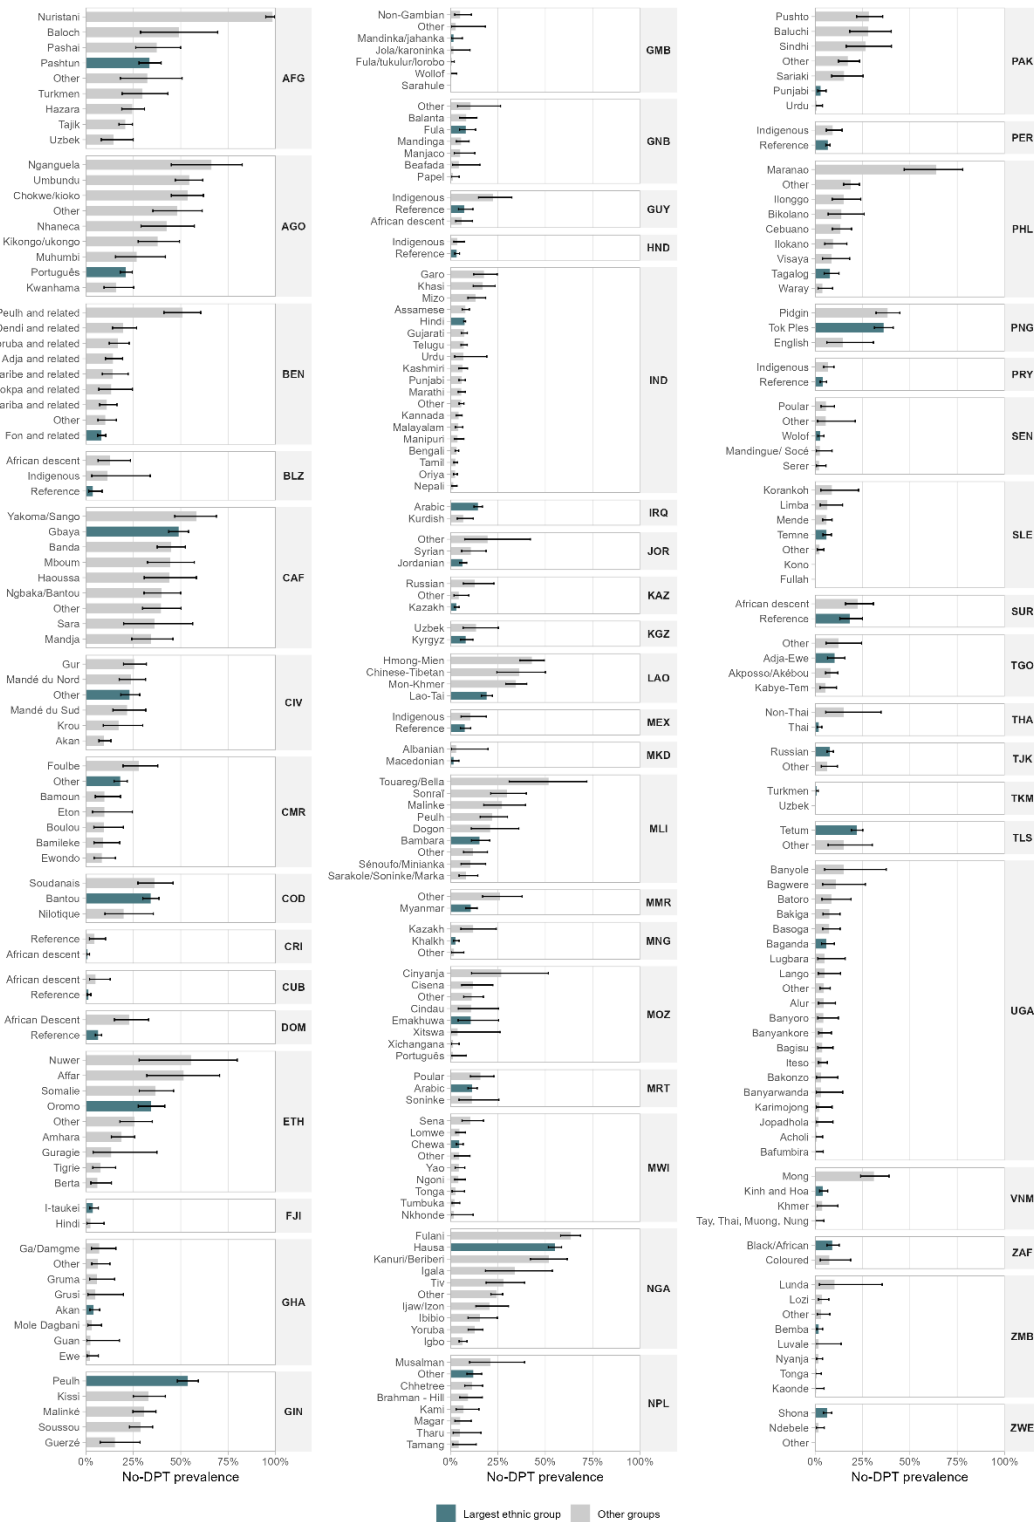 Nuristani
Baloch
Pashai
Pashtun
Other
Turkmen
Hazara
Tajik
Uzbek
AFG
Nganguela
Umbundu
Chokwe/kioko
Other
Nhaneca
Kikongo/ukongo
Muhumbi
Português
Kwanhama
AGO
Peulh and related
Dendi and related
oruba and related
Adja and related
aribe and related
okpa and related
ariba and related
Other
Fon and related
BEN
African descent
Indigenous
Reference
BLZ
Yakoma/Sango
Gbaya
Banda
Mboum
Haoussa
Ngbaka/Bantou
Other
Sara
Mandja
CAF
Gur
Mandé du Nord
Other
Mandé du Sud
Krou
Akan
CIV
Foulbe
Other
Bamoun
Eton
Boulou
Bamileke
Ewondo
CMR
Soudanais
Bantou
Nilotique
COD
Reference
African descent
CRI
African descent
Reference
CUB
African Descent
Reference
DOM
Nuwer
Affar
Somalie
Oromo
Other
Amhara
Guragie
Tigrie
Berta
ETH
I-taukei
Hindi
FJI
Ga/Damgme
Other
Gruma
Grusi
Akan
Mole Dagbani
Guan
Ewe
GHA
Peulh
Kissi
Malinké
Soussou
Guerzé
GIN
0% 25% 50% 75% 100%
No-DPT prevalence
Non-Gambian
Other
Mandinka/jahanka
Jola/karoninka
Fula/tukulur/lorobo
Wollof
Sarahule
GMB
Other
Balanta
Fula
Mandinga
Manjaco
Beafada
Papel
GNB
Indigenous
Reference
African descent
GUY
Indigenous
Reference
HND
Garo
Khasi
Mizo
Assamese
Hindi
Gujarati
Telugu
Urdu
Kashmiri
Punjabi
Marathi
Other
Kannada
Malayalam
Manipuri
Bengali
Tamil
Oriya
Nepali
IND
Arabic
Kurdish
IRQ
Other
Syrian
Jordanian
JOR
Russian
Other
Kazakh
KAZ
Uzbek
Kyrgyz
KGZ
Hmong-Mien
Chinese-Tibetan
Mon-Khmer
Lao-Tai
LAO
Indigenous
Reference
MEX
Albanian
Macedonian
MKD
Touareg/Bella
Sonraï
Malinke
Peulh
Dogon
Bambara
Other
Sénoufo/Minianka
Sarakole/Soninke/Marka
MLI
Other
Myanmar
MMR
Kazakh
Khalkh
Other
MNG
Cinyanja
Cisena
Other
Cindau
Emakhuwa
Xitswa
Xichangana
Português
MOZ
Poular
Arabic
Soninke
MRT
Sena
Lomwe
Chewa
Other
Yao
Ngoni
Tonga
Tumbuka
Nkhonde
MWI
Fulani
Hausa
Kanuri/Beriberi
Igala
Tiv
Other
Ijaw/Izon
Ibibio
Yoruba
Igbo
NGA
Musalman
Other
Chhetree
Brahman - Hill
Kami
Magar
Tharu
Tamang
NPL
0% 25% 50% 75% 100%
No-DPT prevalence
Pushto
Baluchi
Sindhi
Other
Sariaki
Punjabi
Urdu
PAK
Indigenous
Reference
PER
Maranao
Other
Ilonggo
Bikolano
Cebuano
Ilokano
Visaya
Tagalog
Waray
PHL
Pidgin
Tok Ples
English
PNG
Indigenous
Reference
PRY
Poular
Other
Wolof
Mandingue/ Socé
Serer
SEN
Korankoh
Limba
Mende
Temne
Other
Kono
Fullah
SLE
African descent
Reference
SUR
Other
Adja-Ewe
Akposso/Akébou
Kabye-Tem
TGO
Non-Thai
Thai
THA
Russian
Other
TJK
Turkmen
Uzbek
TKM
Tetum
Other
TLS
Banyole
Bagwere
Batoro
Bakiga
Basoga
Baganda
Lugbara
Lango
Other
Alur
Banyoro
Banyankore
Bagisu
Iteso
Bakonzo
Banyarwanda
Karimojong
Jopadhola
Acholi
Bafumbira
UGA
Mong
Kinh and Hoa
Khmer
Tay, Thai, Muong, Nung
VNM
Black/African
Coloured
ZAF
Lunda
Lozi
Other
Bemba
Luvale
Nyanja
Tonga
Kaonde
ZMB
Shona
Ndebele
Other
ZWE
0% 25% 50% 75% 100%
No-DPT prevalence
Largest ethnic group Other groups